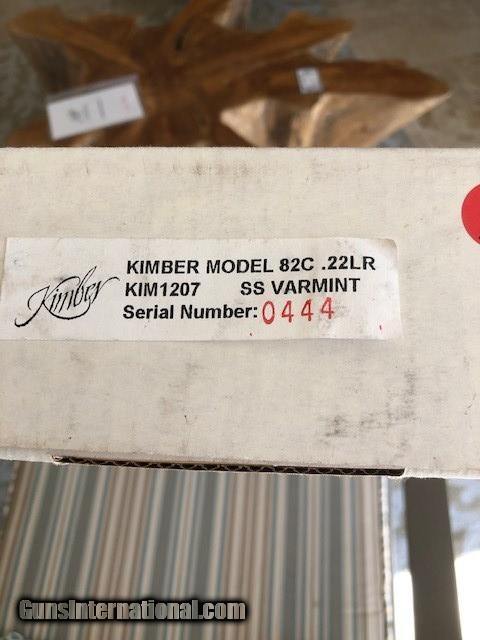 Kimber
KIMBER MODEL 82C .22LR
KIM1207 SS VARMINT
Serial Number: 0444
GunsInternational.com